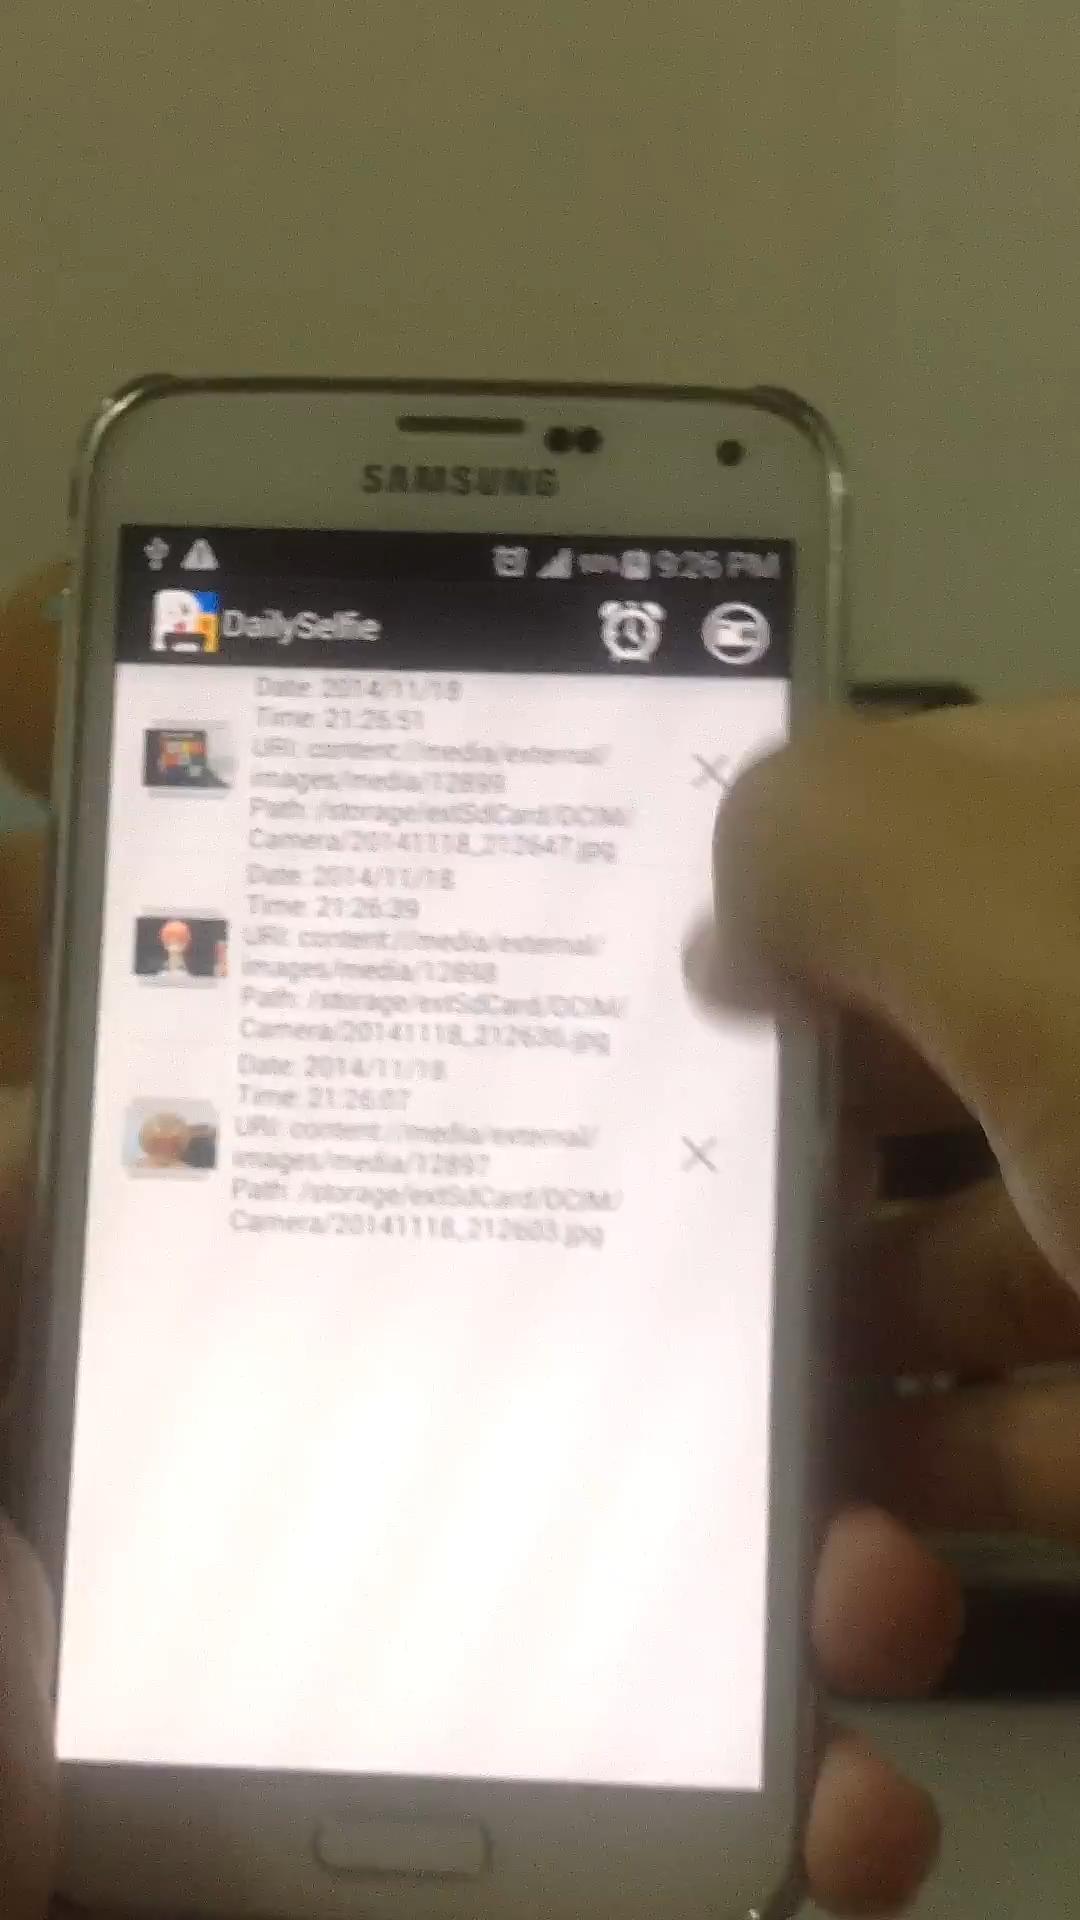 SAMSUNG
9:26 PM
DailySelfie
Date: 2014/11/18
Time: 21:26:51
URI: content://media/external/
images/media/12899
Path: /storage/extSdCard/DCIM/
Camera/20141118_212647.jpg
Date: 2014/11/18
Time: 21:26:39
URI: content://media/external/
images/media/12898
Path: /storage/extSdCard/DCIM/
Camera/20141118_212630.jpg
Date: 2014/11/18
Time: 21:26:07
URI: content://media/external/
images/media/12897
Path: /storage/extSdCard/DCIM/
Camera/20141118_212603.jpg